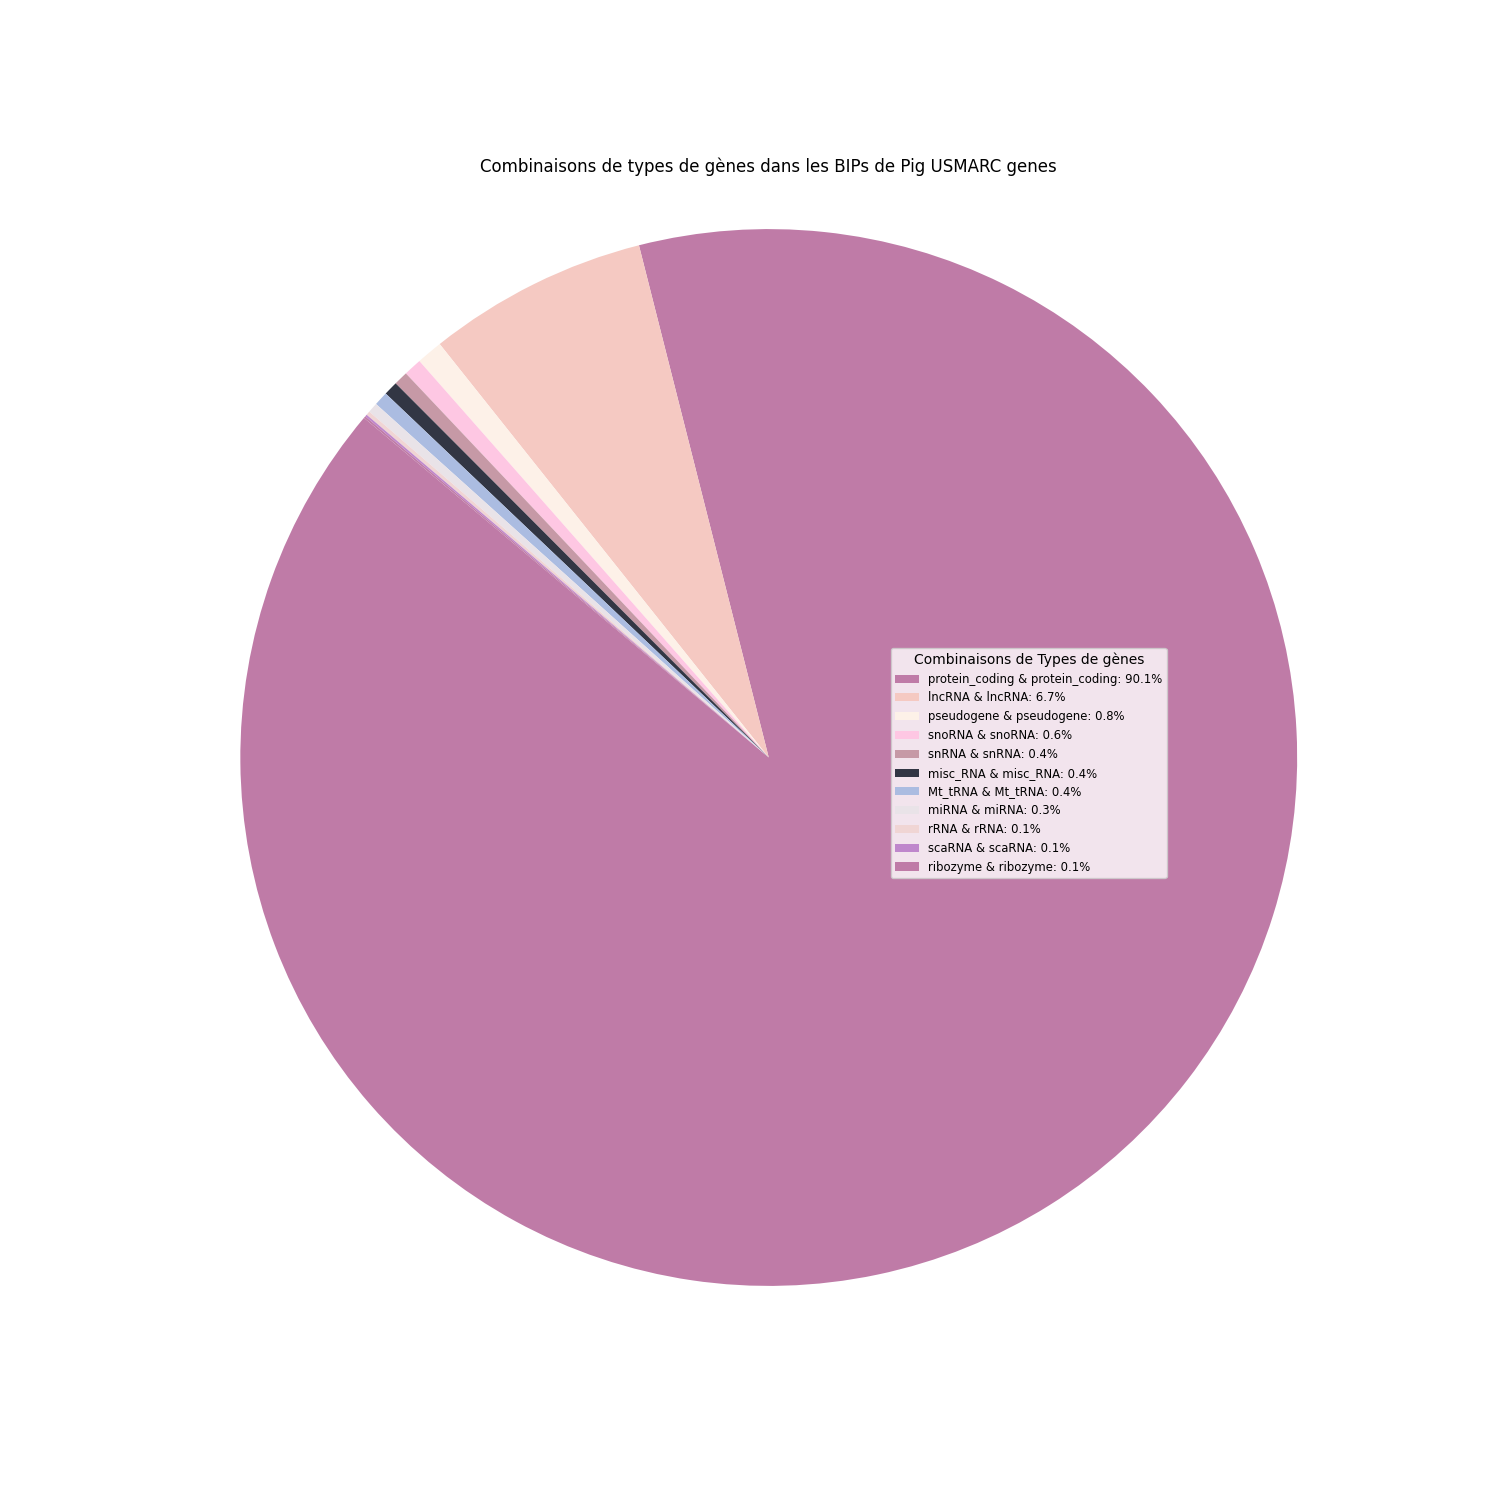 Combinaisons de types de gènes dans les BIPs de Pig USMARC genes
Combinaisons de Types de gènes
protein_coding & protein_coding: 90.1%
lncRNA & lncRNA: 6.7%
pseudogene & pseudogene: 0.8%
snoRNA & snoRNA: 0.6%
snRNA & snRNA: 0.4%
misc_RNA & misc_RNA: 0.4%
Mt_tRNA & Mt_tRNA: 0.4%
miRNA & miRNA: 0.3%
rRNA & rRNA: 0.1%
scaRNA & scaRNA: 0.1%
ribozyme & ribozyme: 0.1%